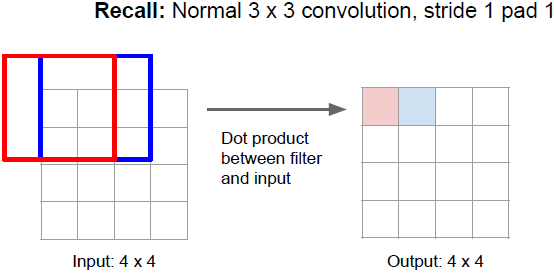 Recall: Normal 3 x 3 convolution, stride 1 pad 1
Dot product
between filter
and input
Input: 4 x 4
Output: 4 x 4